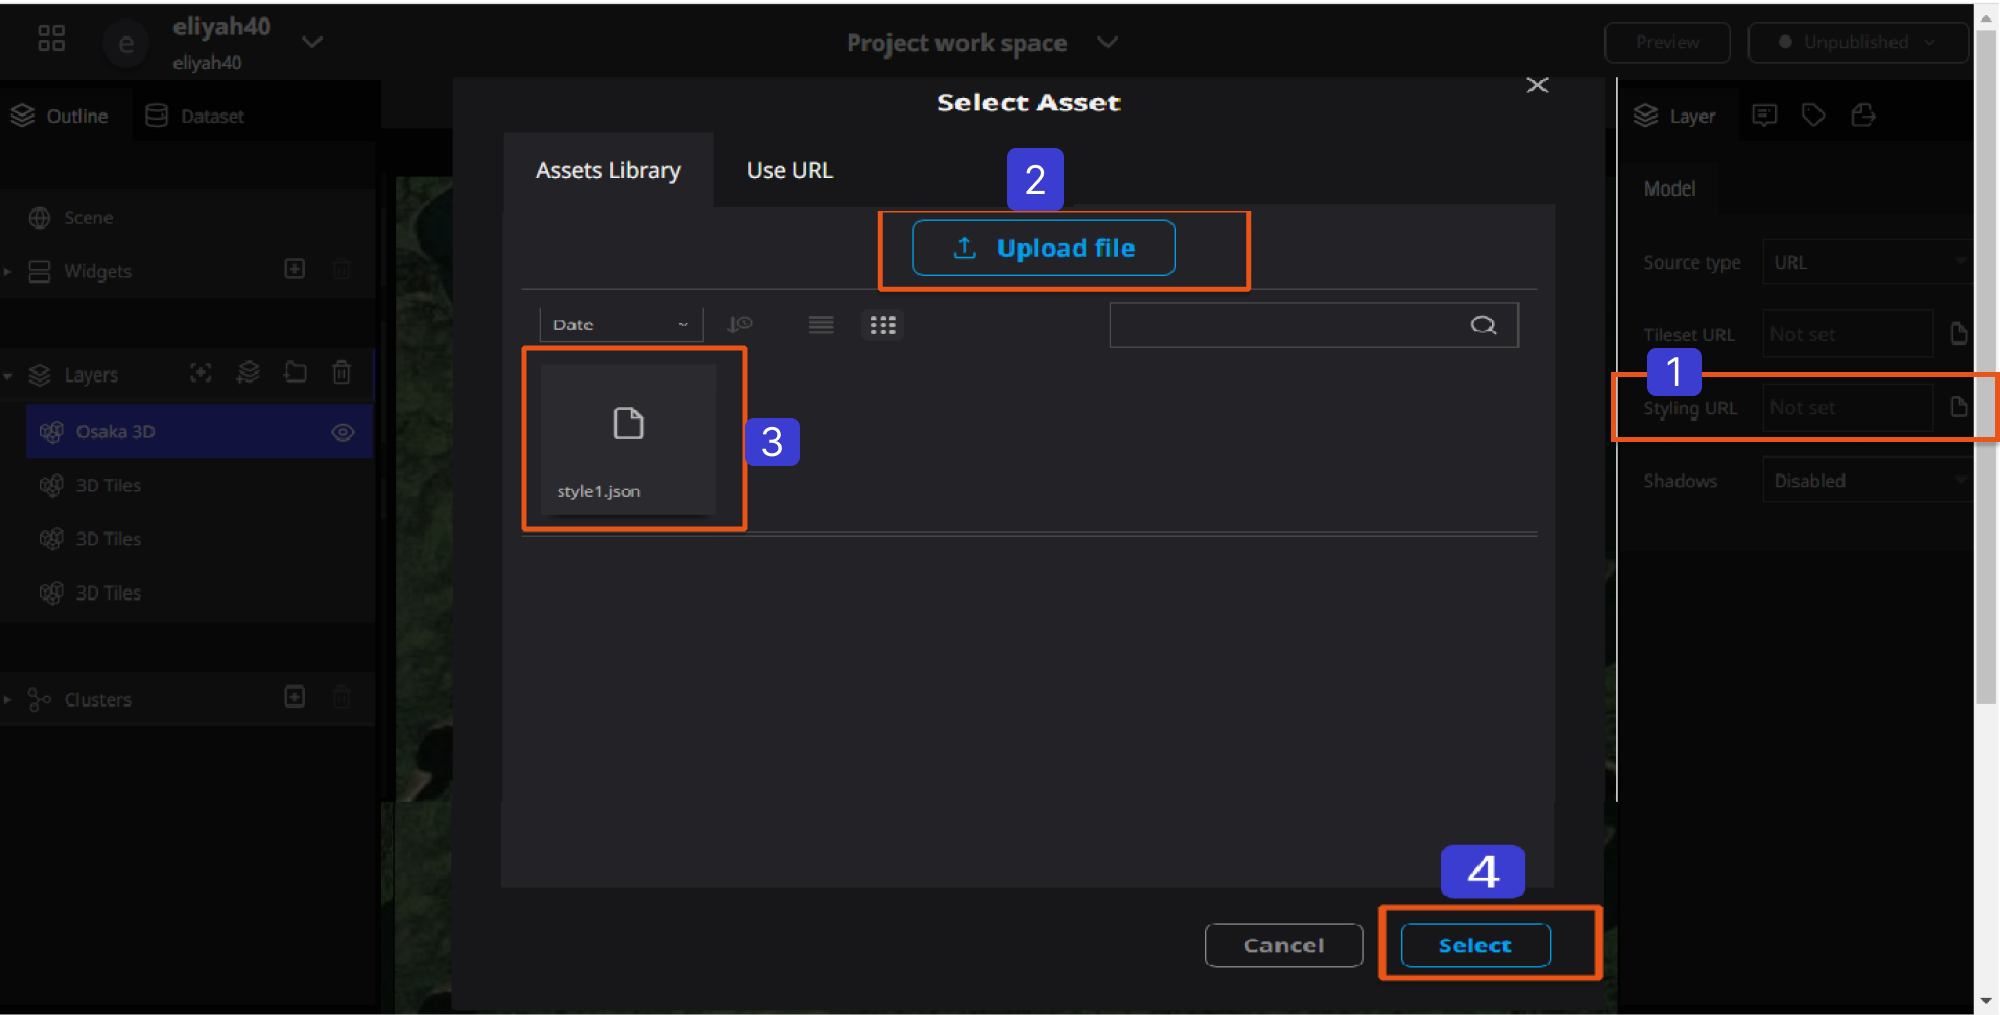 e
eliyah40
eliyah40
Project work space
Preview
Unpublished
Outline
Dataset
Select Asset
Layer
Assets Library
Use URL
2
Model
Scene
Upload file
Widgets
Source type
URL
Date
Tileset URL
Not set
1
Layers
Styling URL
Not set
Osaka 3D
3
3D Tiles
style1.json
Shadows
Disabled
3D Tiles
3D Tiles
Clusters
4
Cancel
Select